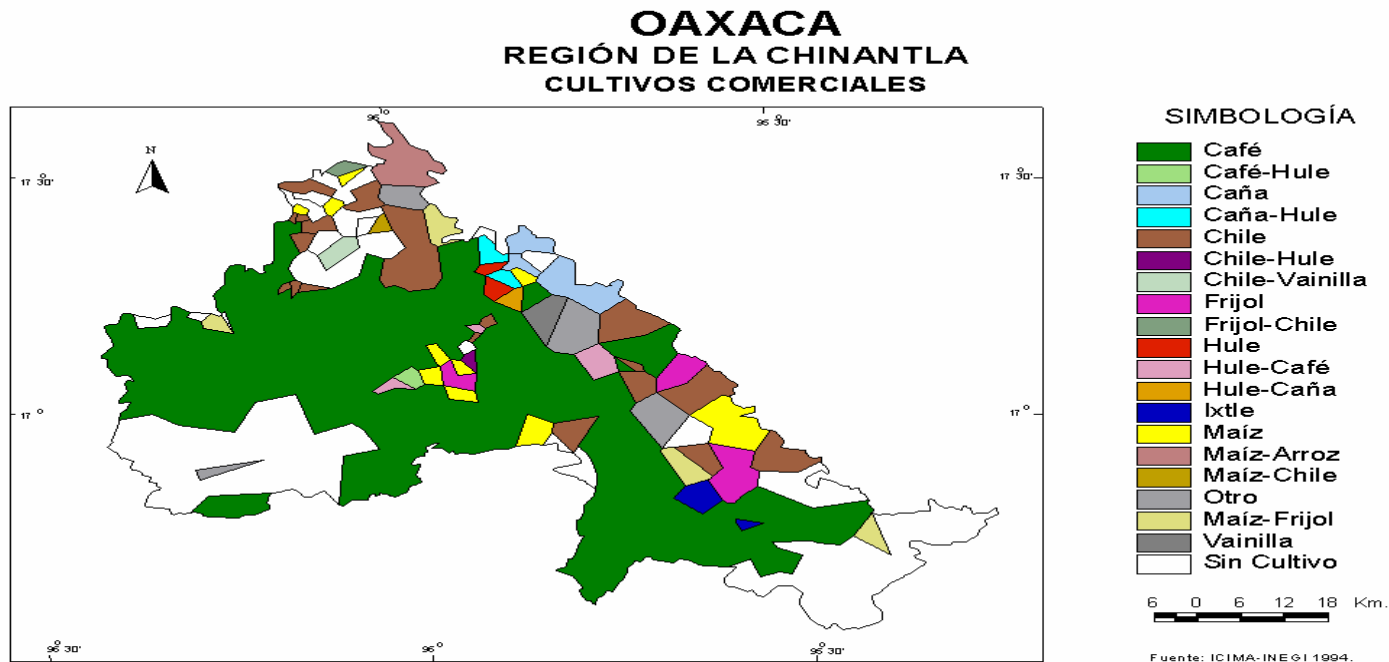 OAXACA
REGIÓN DE LA CHINANTLA
CULTIVOS COMERCIALES
96° 95 30'
N
17 30' 17 30'
17° 17°
96 30' 96° 95 30'
SIMBOLOGÍA
Café
Café-Hule
Caña
Caña-Hule
Chile
Chile-Hule
Chile-Vainilla
Frijol
Frijol-Chile
Hule
Hule-Café
Hule-Caña
Ixtle
Maíz
Maíz-Arroz
Maíz-Chile
Otro
Maíz-Frijol
Vainilla
Sin Cultivo
6 0 6 12 18 Km.
Fuente: ICIMA-INEGI 1994.